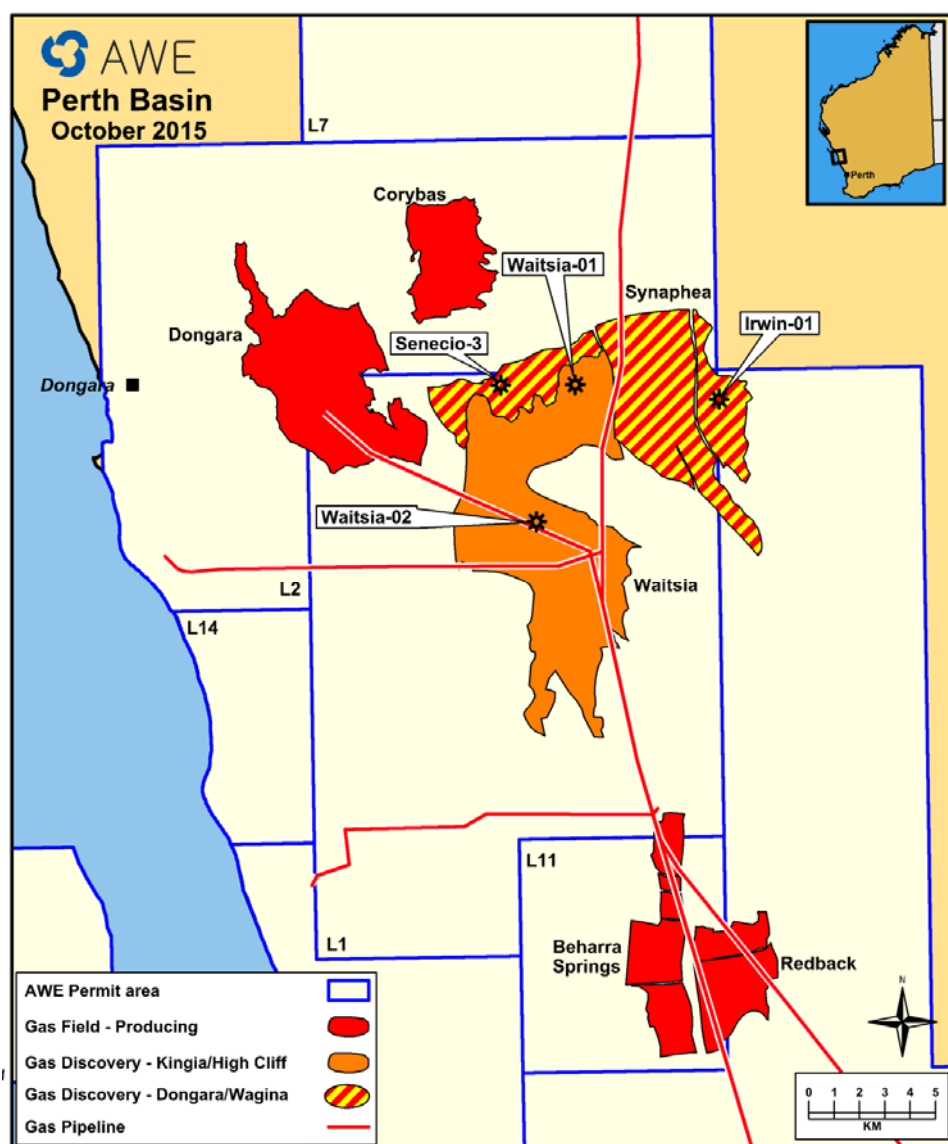 AWE
Perth Basin
October 2015
Perth
L7
Corybas
Waitsia-01
Synaphea
Dongara
Senecio-3
Irwin-01
Dongara
Waitsia-02
L2
Waitsia
L14
L11
L1
Beharra
Springs
Redback
AWE Permit area
Gas Field - Producing
Gas Discovery - Kingia/High Cliff
Gas Discovery - Dongara/Wagina
Gas Pipeline
N
0 1 2 3 4 5
KM